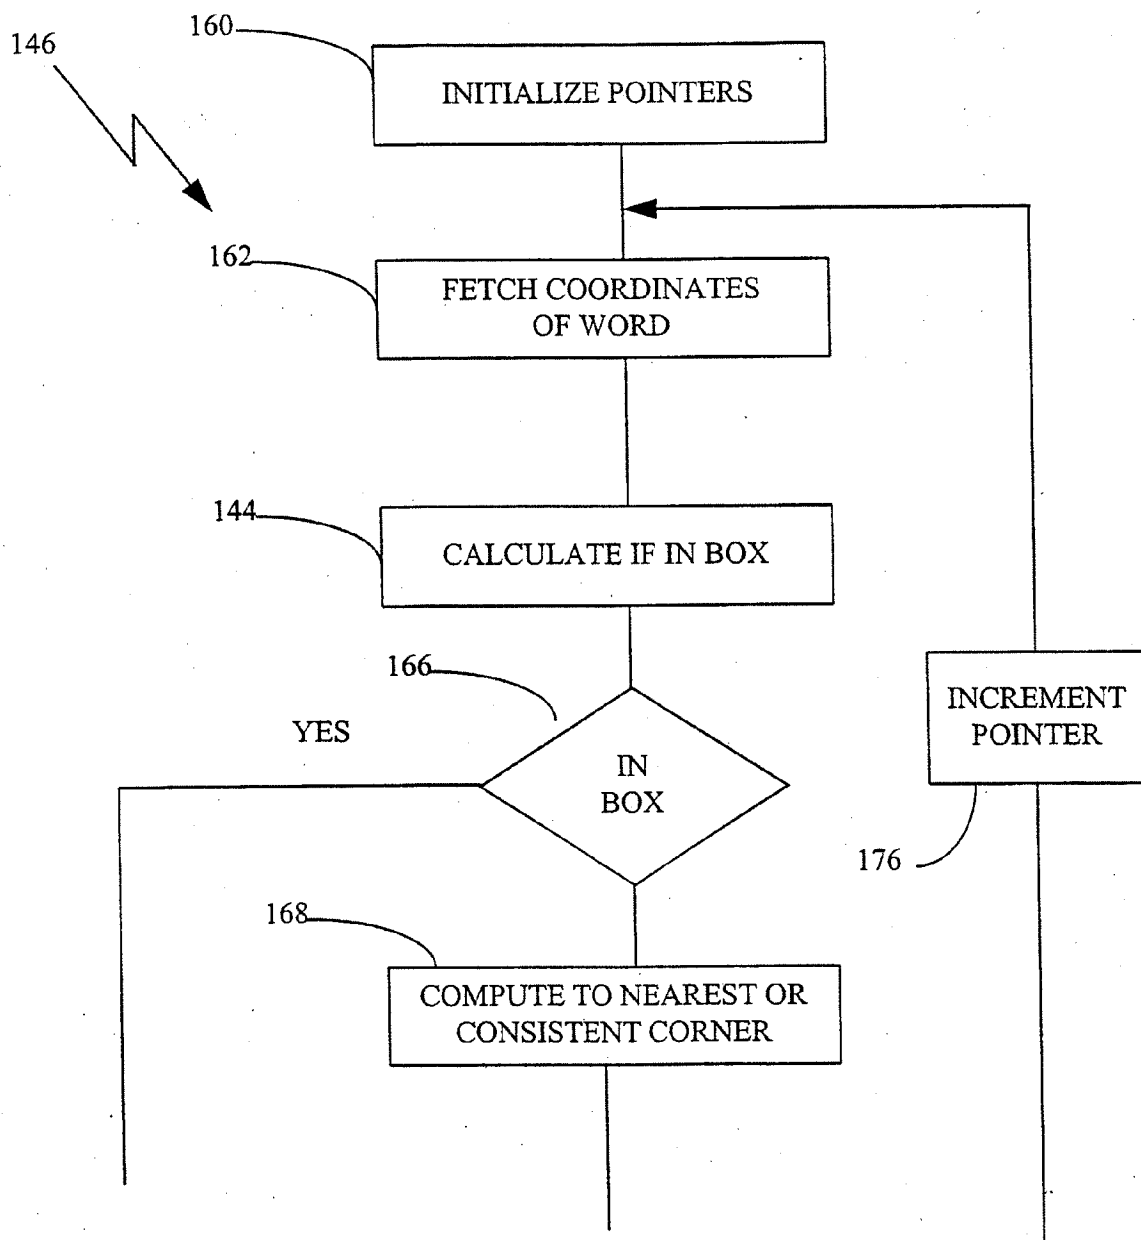 146
160
INITIALIZE POINTERS
162
FETCH COORDINATES
OF WORD
144
CALCULATE IF IN BOX
166
YES
IN
BOX
INCREMENT
POINTER
176
168
COMPUTE TO NEAREST OR
CONSISTENT CORNER